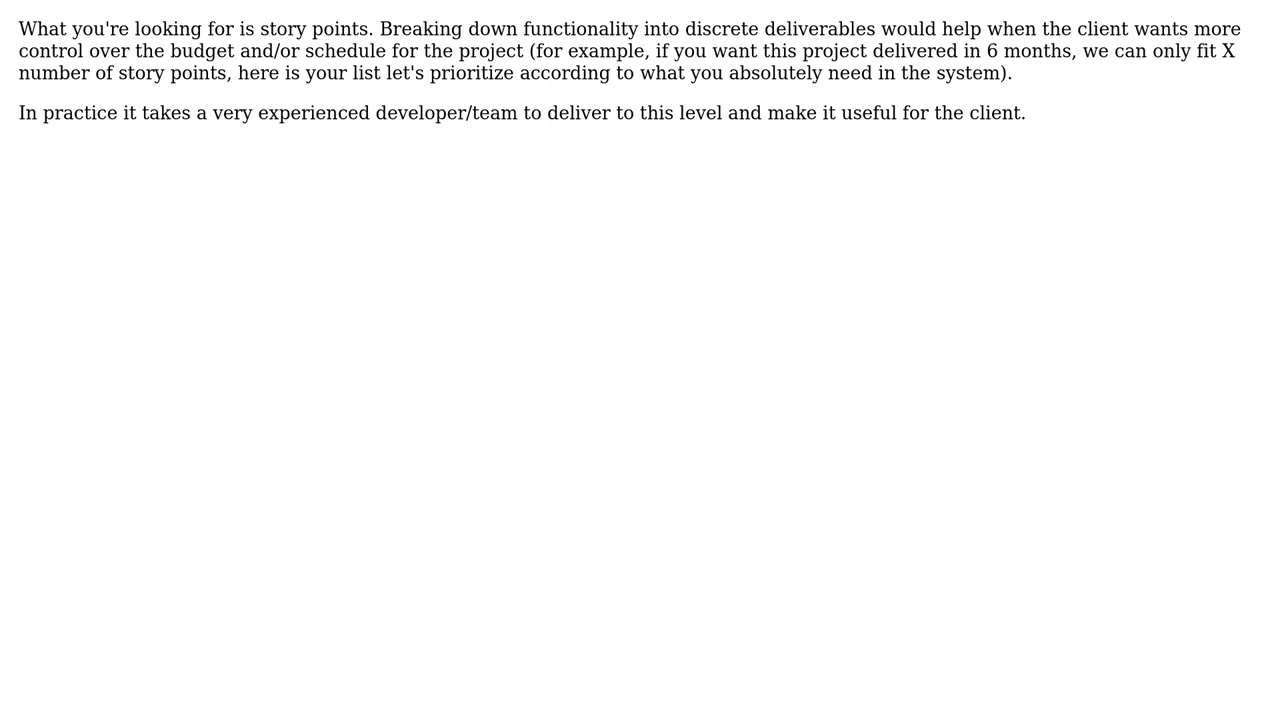 What you're looking for is story points. Breaking down functionality into discrete deliverables would help when the client wants more
control over the budget and/or schedule for the project (for example, if you want this project delivered in 6 months, we can only fit X
number of story points, here is your list let's prioritize according to what you absolutely need in the system).
In practice it takes a very experienced developer/team to deliver to this level and make it useful for the client.